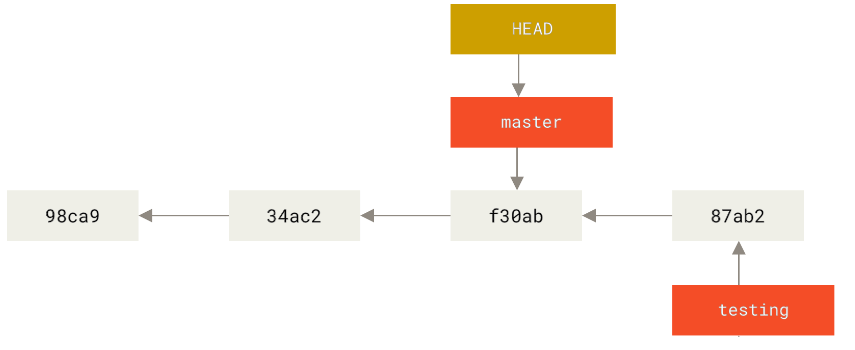 HEAD
master
98ca9
34ac2
f30ab
87ab2
testing